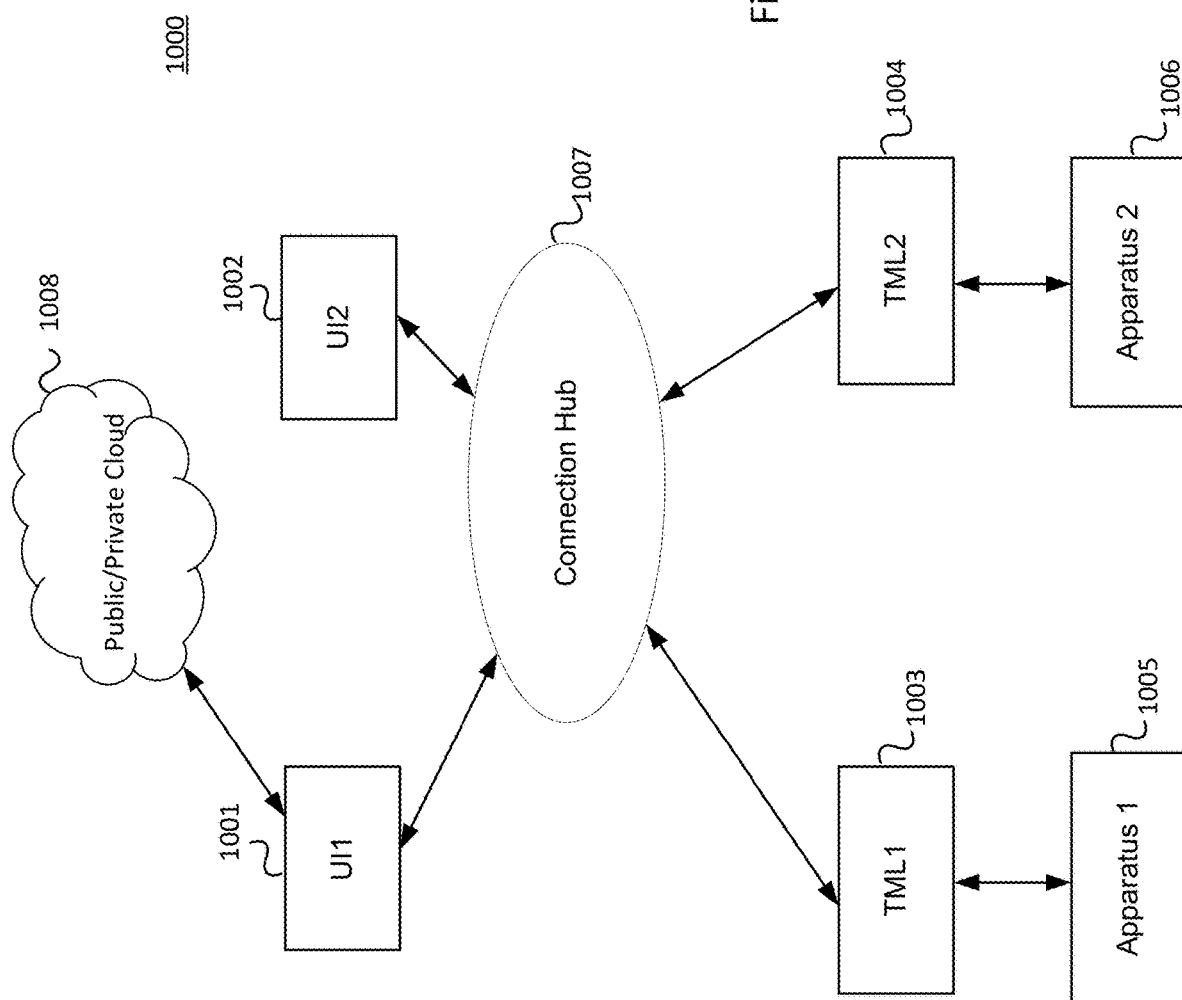 1000
1008
Public/Private Cloud
1001
UI1
1002
UI2
1007
Connection Hub
1003
TML1
1004
TML2
1005
Apparatus 1
1006
Apparatus 2
Fi